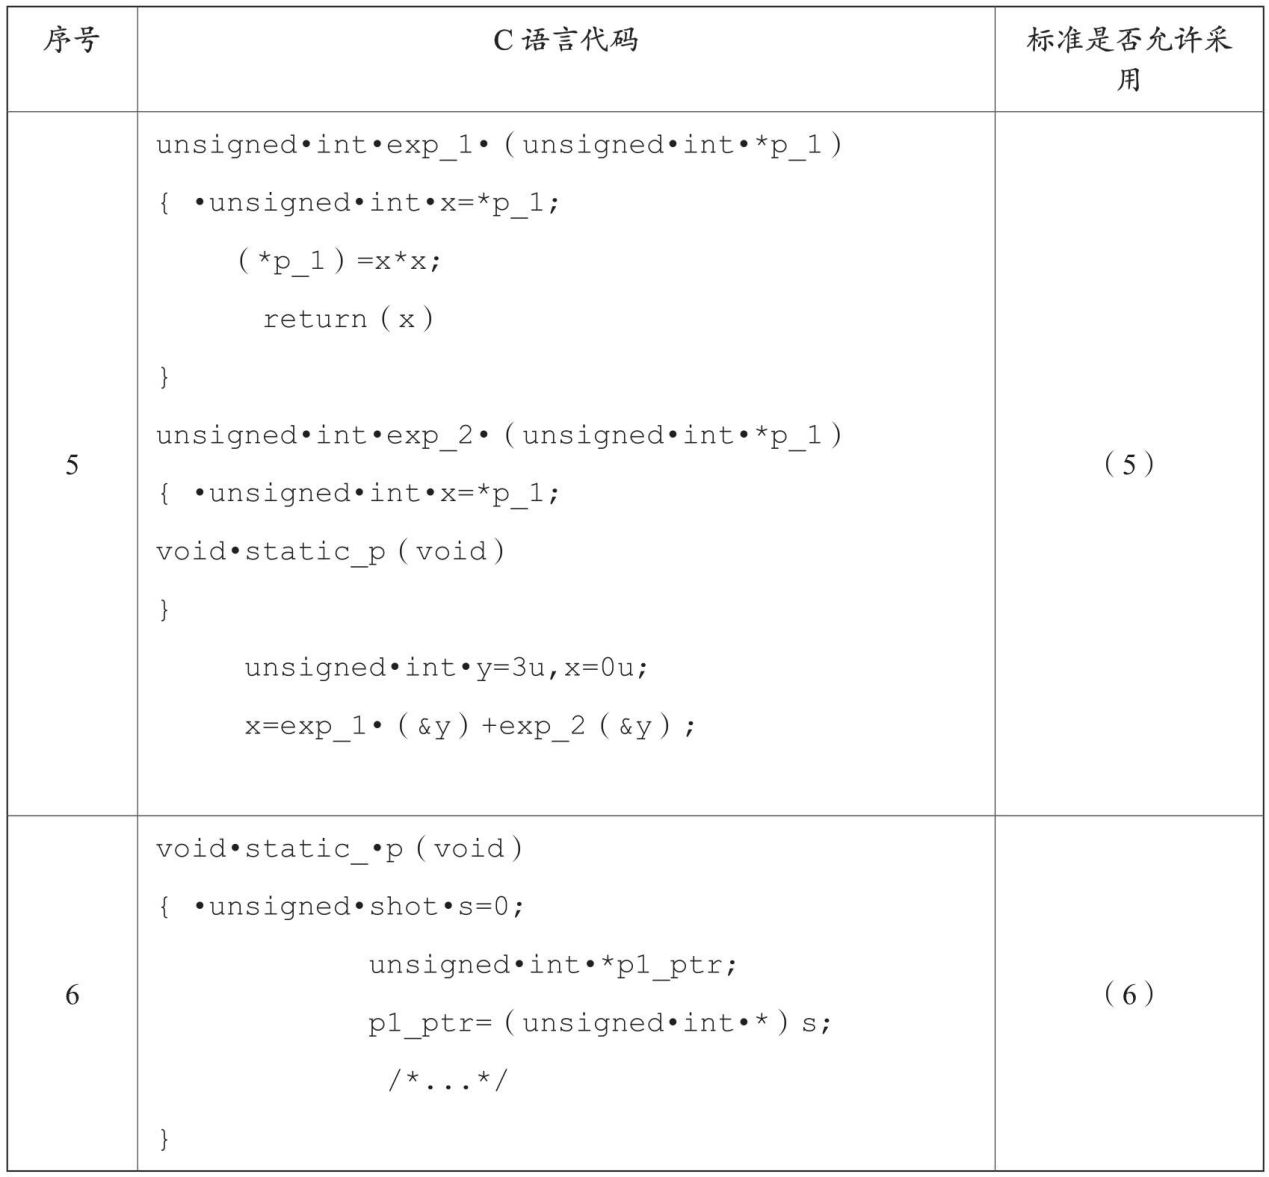 序号 C 语言代码 标准是否允许采
用
unsigned•int•exp_1•(unsigned•int•*p_1)
{ •unsigned•int•x=*p_1;
(*p_1)=x*x;
return(x)
}
unsigned•int•exp_2•(unsigned•int•*p_1)
5 (5)
{ •unsigned•int•x=*p_1;
void•static_p(void)
}
unsigned•int•y=3u,x=0u;
x=exp_1•(&y)+exp_2(&y);
void•static_•p(void)
{ •unsigned•shot•s=0;
unsigned•int•*p1_ptr;
6 (6)
p1_ptr=(unsigned•int•*)s;
/*...*/
}